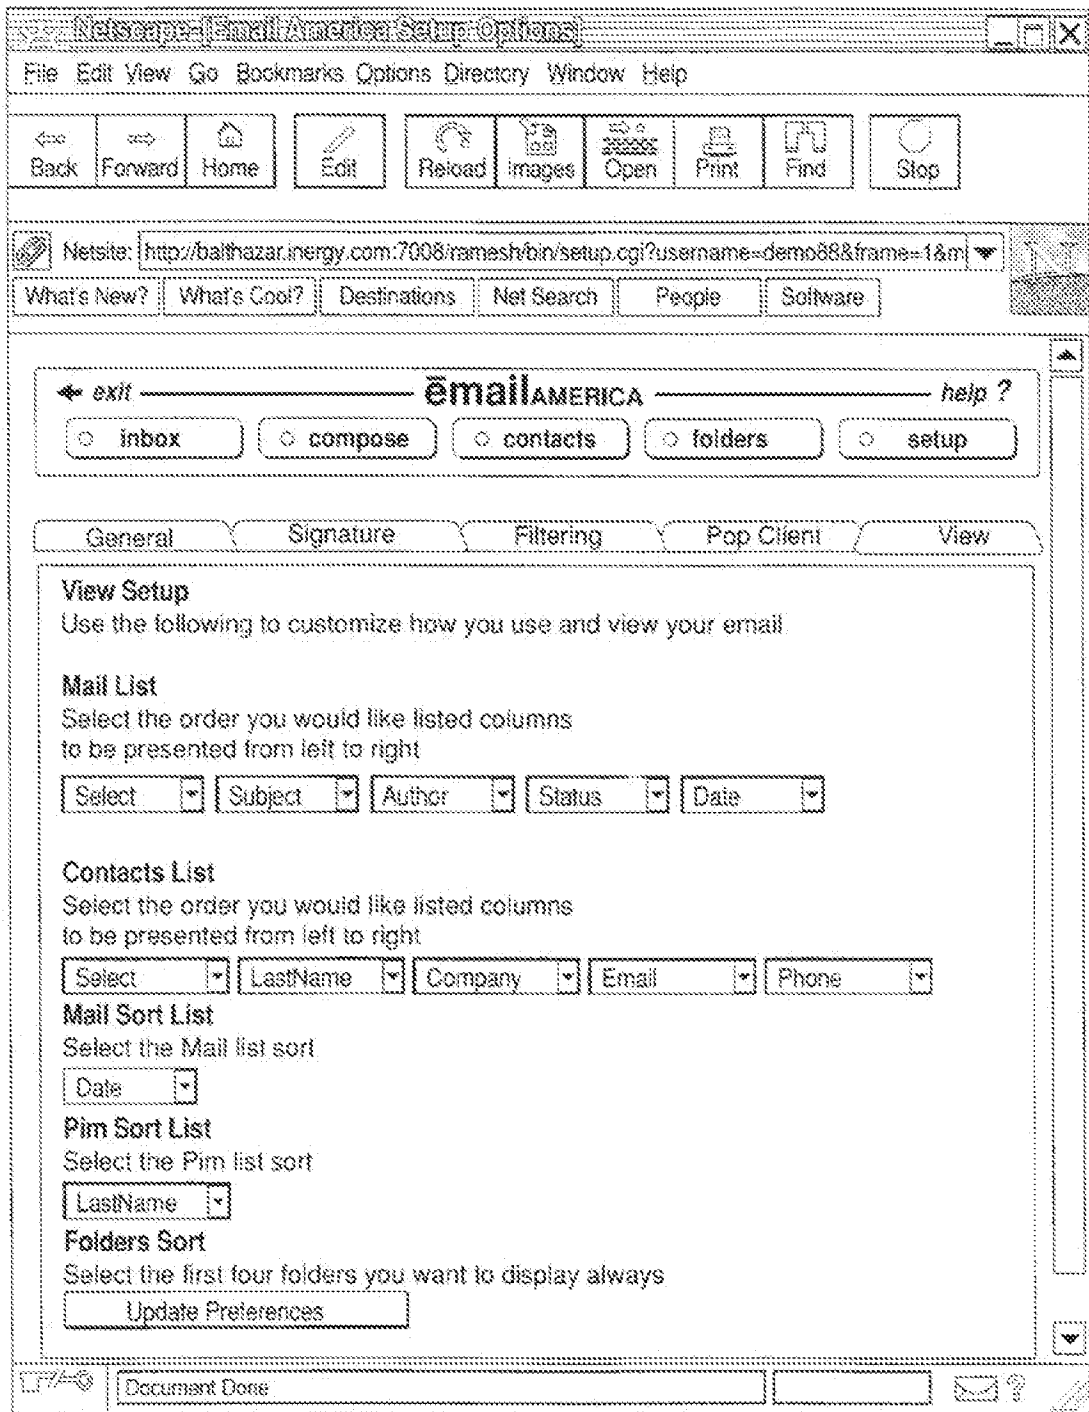 Netscape-[Email America Setup Options]
File Edit View Go Bookmarks Options Directory Window Help
Back Forward Home Edit Reload Images Open Print Find Stop
Netsite: http://balthazar.inergy.com:7008/ramesh/bin/setup.cgi?username=demo88&frame=1&m
N
What's New? What's Cool? Destinations Net Search People Software
exit ēmailAMERICA help ?
inbox compose contacts folders setup
General Signature Filtering Pop Client View
View Setup
Use the following to customize how you use and view your email
Mail List
Select the order you would like listed columns
to be presented from left to right
Select Subject Author Status Date
Contacts List
Select the order you would like listed columns
to be presented from left to right
Select LastName Company Email Phone
Mail Sort List
Select the Mail list sort
Date
Pim Sort List
Select the Pim list sort
LastName
Folders Sort
Select the first four folders you want to display always
Update Preferences
Document Done ?